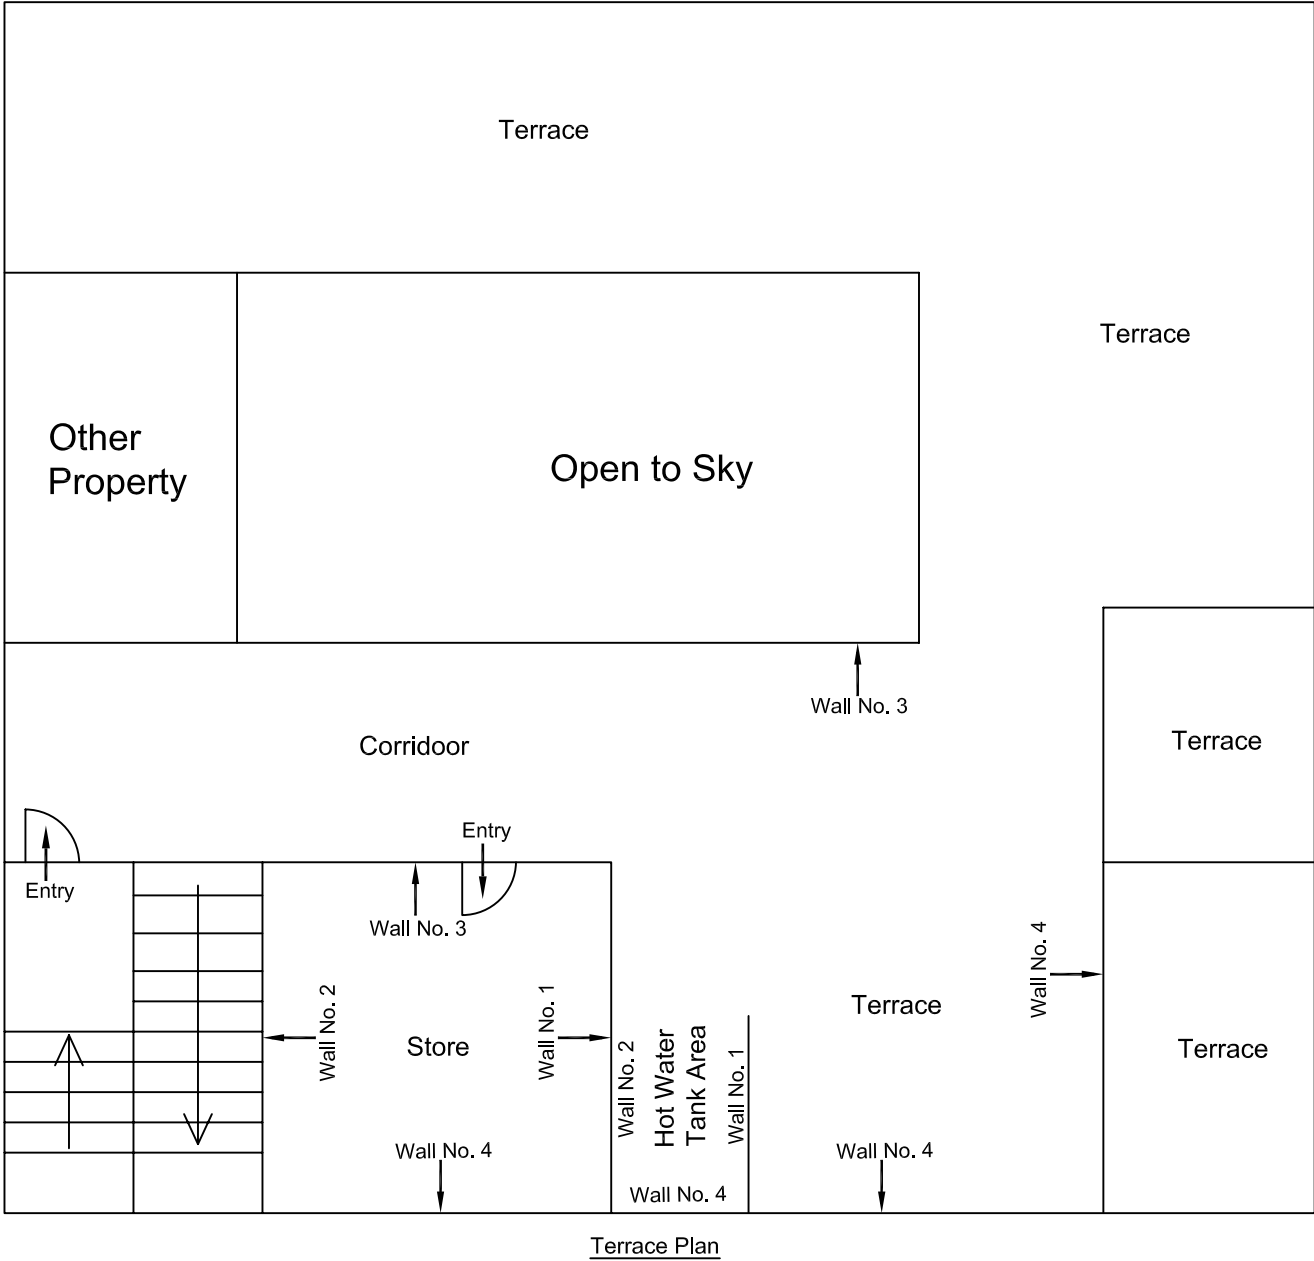 Terrace
Terrace
Other
Property
Open to Sky
Wall No. 3
Corridoor
Terrace
Entry
Entry
Wall No. 3
Wall No. 4
Wall No. 2
Wall No. 1
Store
Wall No. 2
Hot Water
Tank Area
Wall No. 1
Terrace
Terrace
Wall No. 4
Wall No. 4
Wall No. 4
Terrace Plan